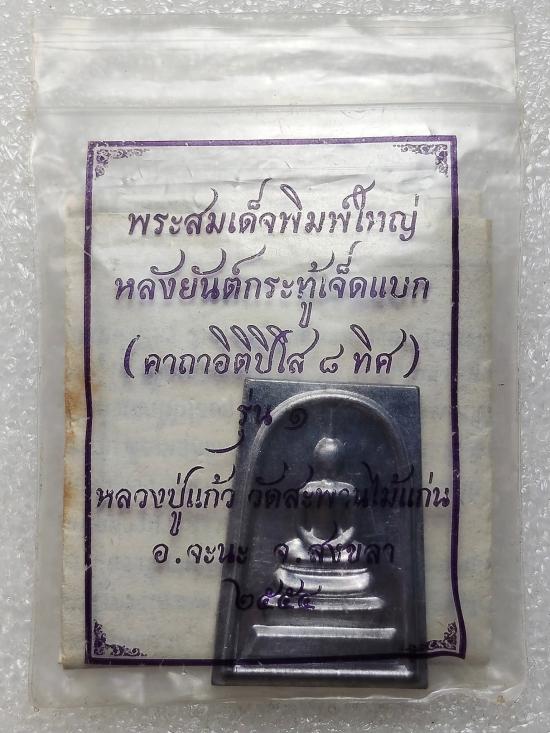 พระสมเด็จพิมพ์ใหญ่
หลังยันต์กระทู้เจ็ดแบก
(คาถาอิติปิโส ๘ ทิศ)
รุ่น ๑
หลวงปู่แก้ว วัดสะพานไม้แก่น
อ.จะนะ จ.สงขลา
๒๕๕๔